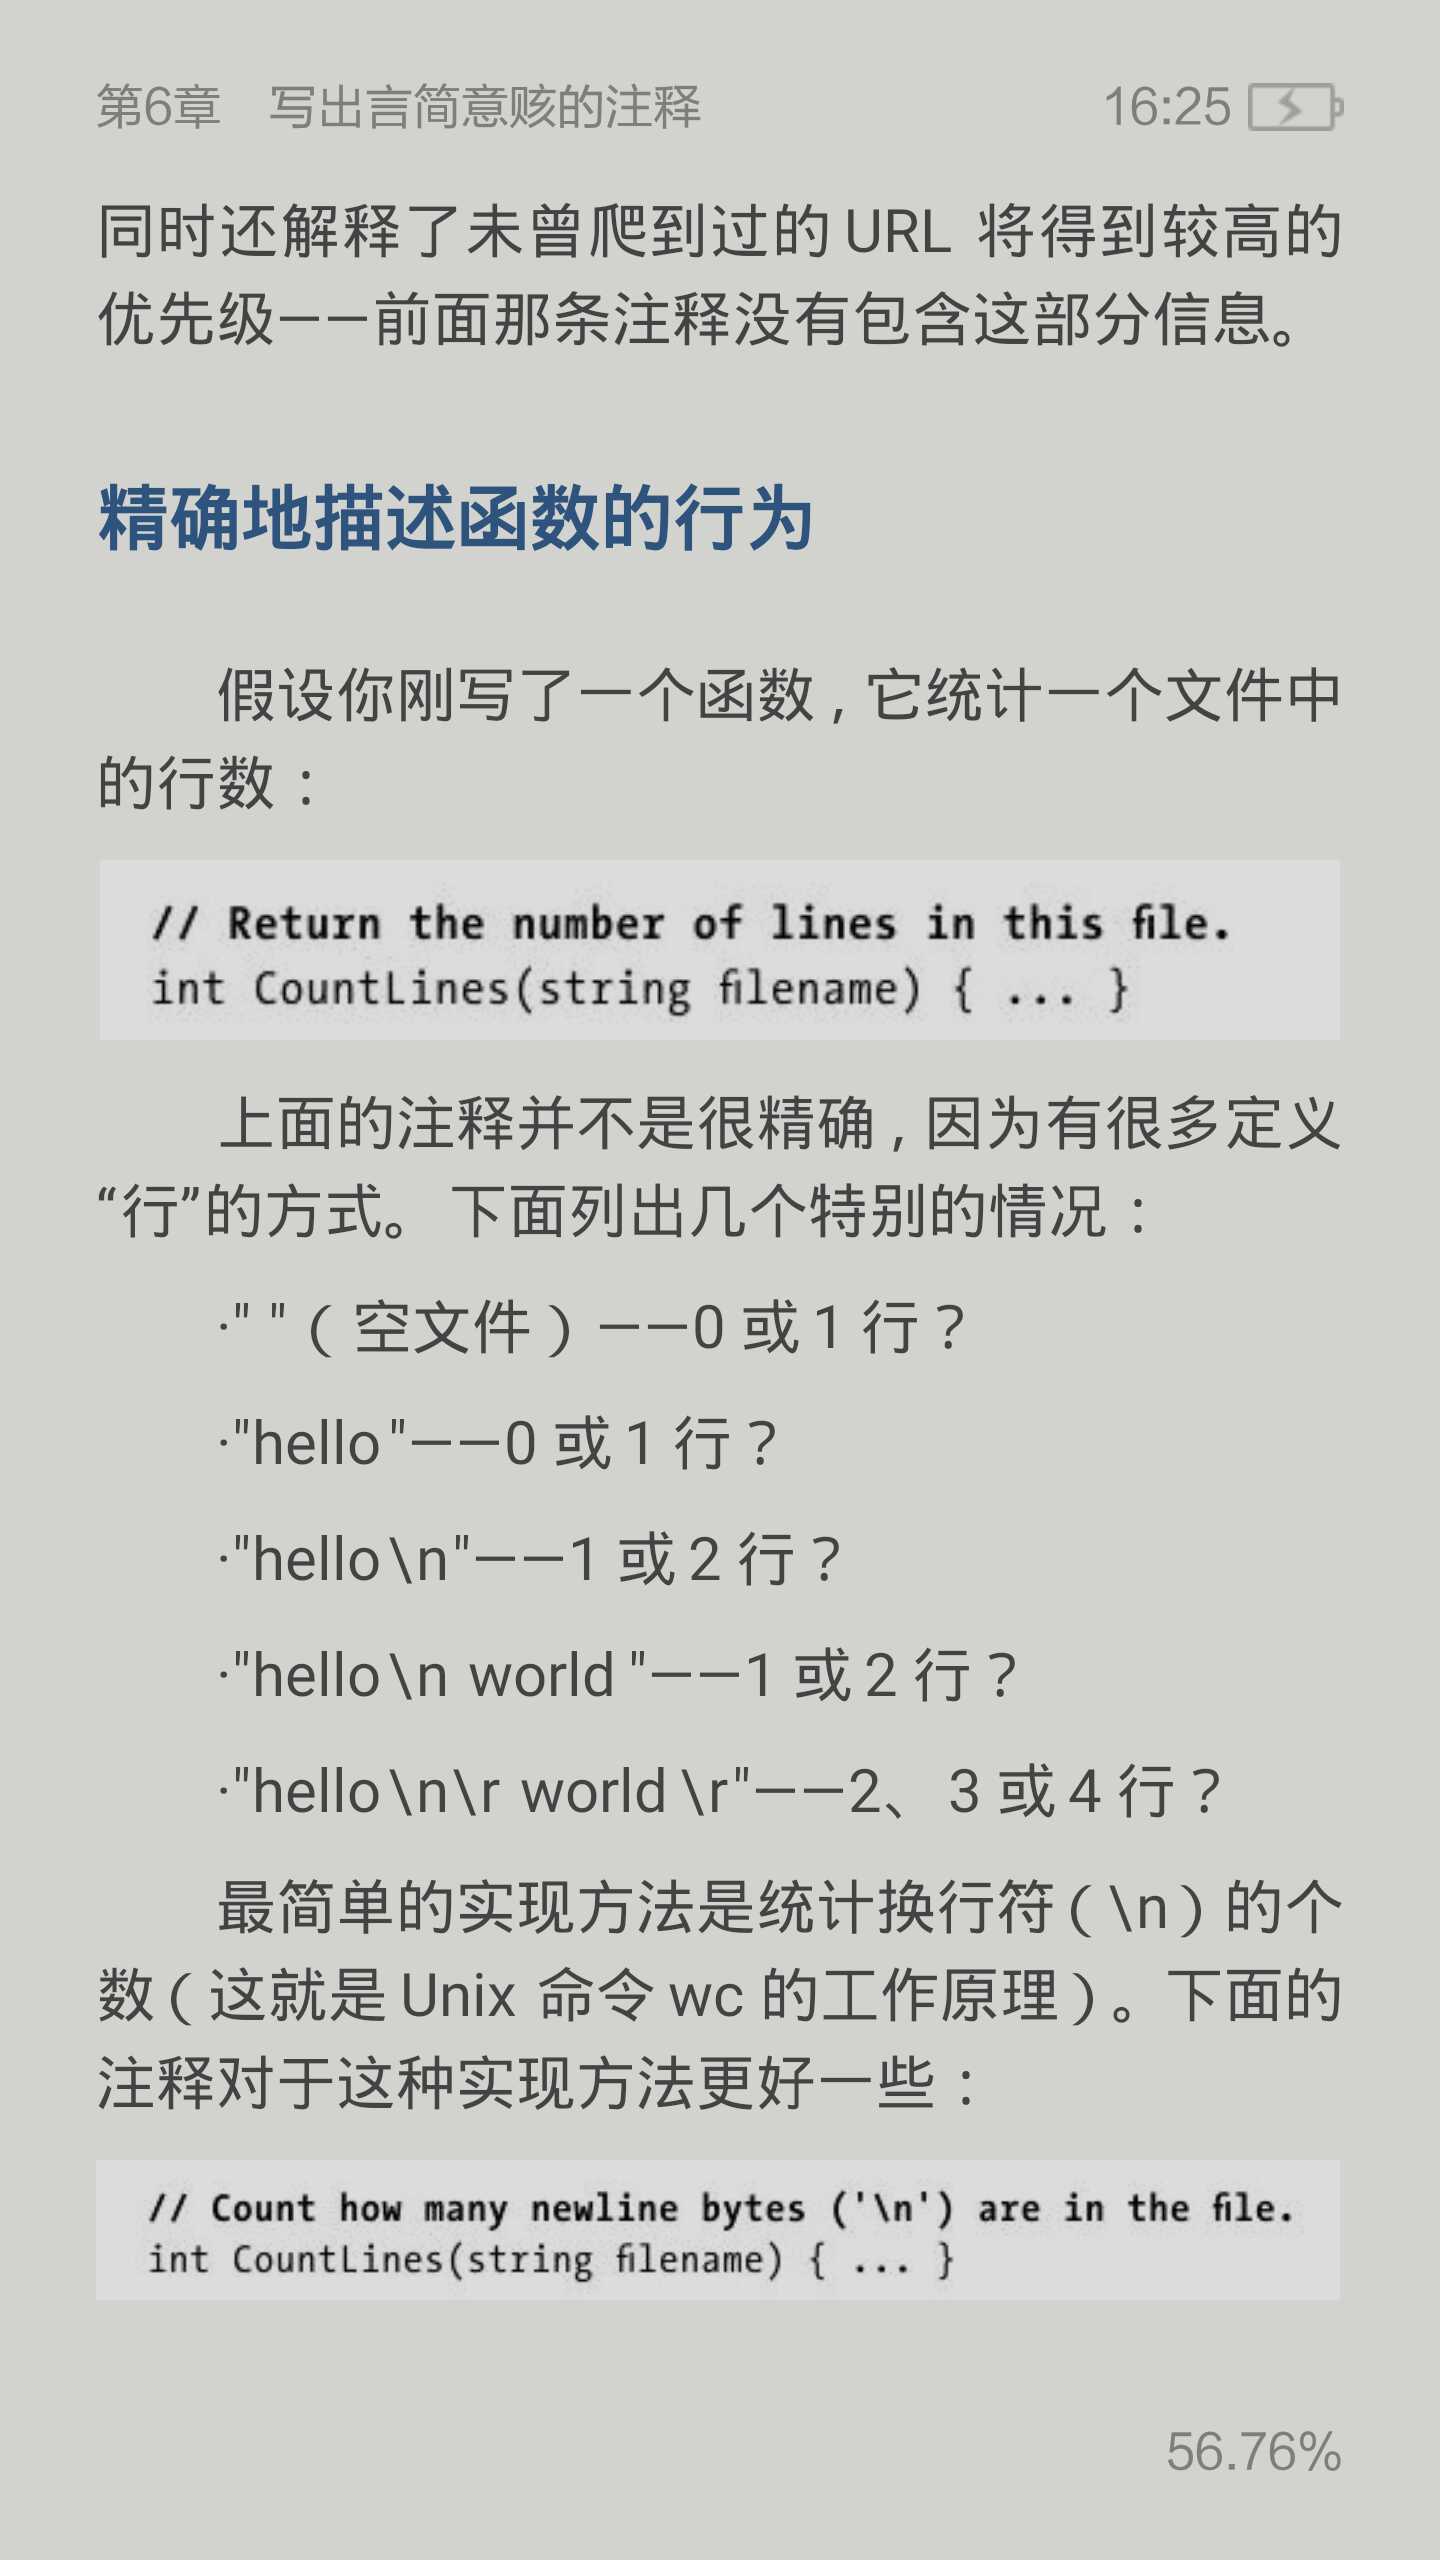 第6章 写出言简意赅的注释 16:25
同时还解释了未曾爬到过的URL 将得到较高的
优先级——前面那条注释没有包含这部分信息。
精确地描述函数的行为
假设你刚写了一个函数，它统计一个文件中
的行数：
// Return the number of lines in this file.
int CountLines(string filename) { ... }
上面的注释并不是很精确，因为有很多定义
“行”的方式。下面列出几个特别的情况：
·" "（空文件）——0 或 1 行？
·"hello"——0 或 1 行？
·"hello\n"——1 或 2 行？
·"hello\n world"——1 或 2 行？
·"hello\n\r world\r"——2、3 或 4 行？
最简单的实现方法是统计换行符（\n）的个
数（这就是 Unix 命令 wc 的工作原理）。下面的
注释对于这种实现方法更好一些：
// Count how many newline bytes ('\n') are in the file.
int CountLines(string filename) { ... }
56.76%